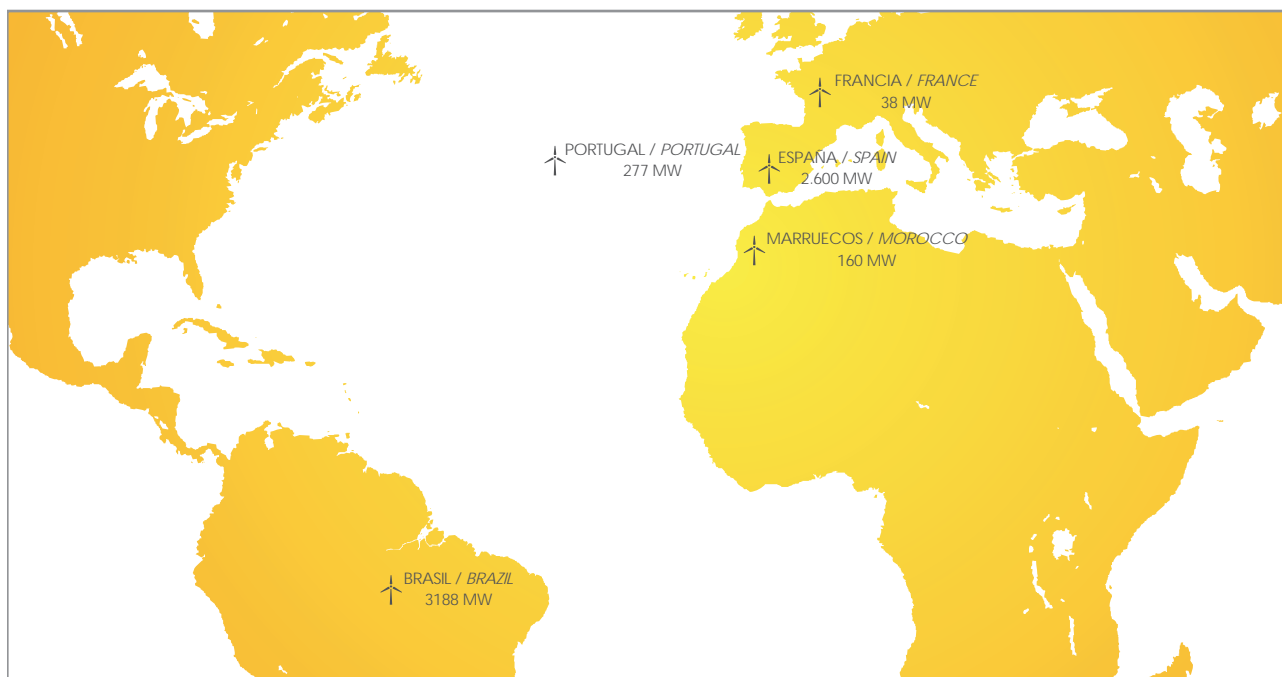 FRANCIA / FRANCE
38 MW
PORTUGAL / PORTUGAL
277 MW
ESPAÑA / SPAIN
2.600 MW
MARRUECOS / MOROCCO
160 MW
BRASIL / BRAZIL
3188 MW